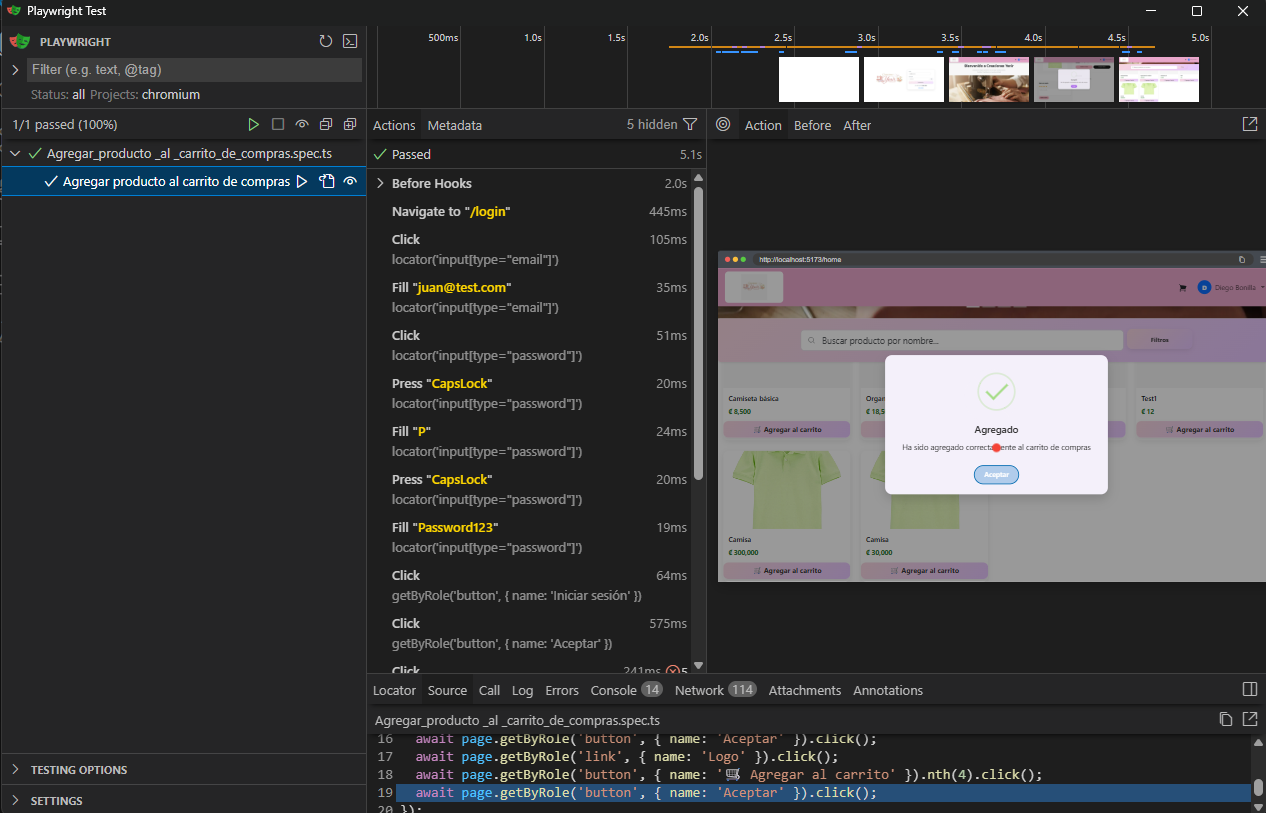 Playwright Test
PLAYWRIGHT
Filter (e.g. text, @tag)
Status: all Projects: chromium
1/1 passed (100%)
Agregar_producto _al _carrito_de_compras.spec.ts
Agregar producto al carrito de compras
TESTING OPTIONS
SETTINGS
500ms 1.0s 1.5s 2.0s 2.5s 3.0s 3.5s 4.0s 4.5s 5.0s
Actions Metadata 5 hidden
Passed 5.1s
Before Hooks 2.0s
Navigate to "/login" 445ms
Click 105ms
locator('input[type="email"]')
Fill "juan@test.com" 35ms
locator('input[type="email"]')
Click 51ms
locator('input[type="password"]')
Press "CapsLock" 20ms
locator('input[type="password"]')
Fill "P" 24ms
locator('input[type="password"]')
Press "CapsLock" 20ms
locator('input[type="password"]')
Fill "Password123" 19ms
locator('input[type="password"]')
Click 64ms
getByRole('button', { name: 'Iniciar sesión' })
Click 575ms
getByRole('button', { name: 'Aceptar' })
Click 241ms 5
Action Before After
http://localhost:5173/home
D Diego Bonilla
Buscar producto por nombre...
Filtros
Camiseta básica
₡ 8,500
Agregar al carrito
Test1
₡ 12
Agregar al carrito
Agregado
Ha sido agregado correctamente al carrito de compras
Aceptar
Camisa
₡ 300,000
Agregar al carrito
Camisa
₡ 30,000
Agregar al carrito
Locator Source Call Log Errors Console 14 Network 114 Attachments Annotations
Agregar_producto _al _carrito_de_compras.spec.ts
16 await page.getByRole('button', { name: 'Aceptar' }).click();
17 await page.getByRole('link', { name: 'Logo' }).click();
18 await page.getByRole('button', { name: '🛒 Agregar al carrito' }).nth(4).click();
19 await page.getByRole('button', { name: 'Aceptar' }).click();
20 });